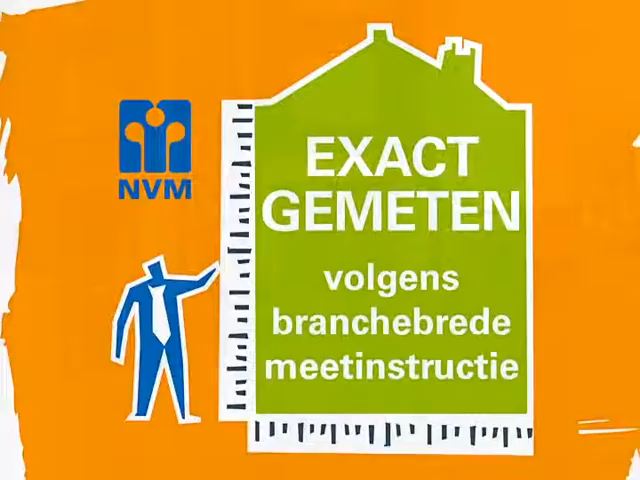 NVM
EXACT
GEMETEN
volgens
branchebrede
meetinstructie